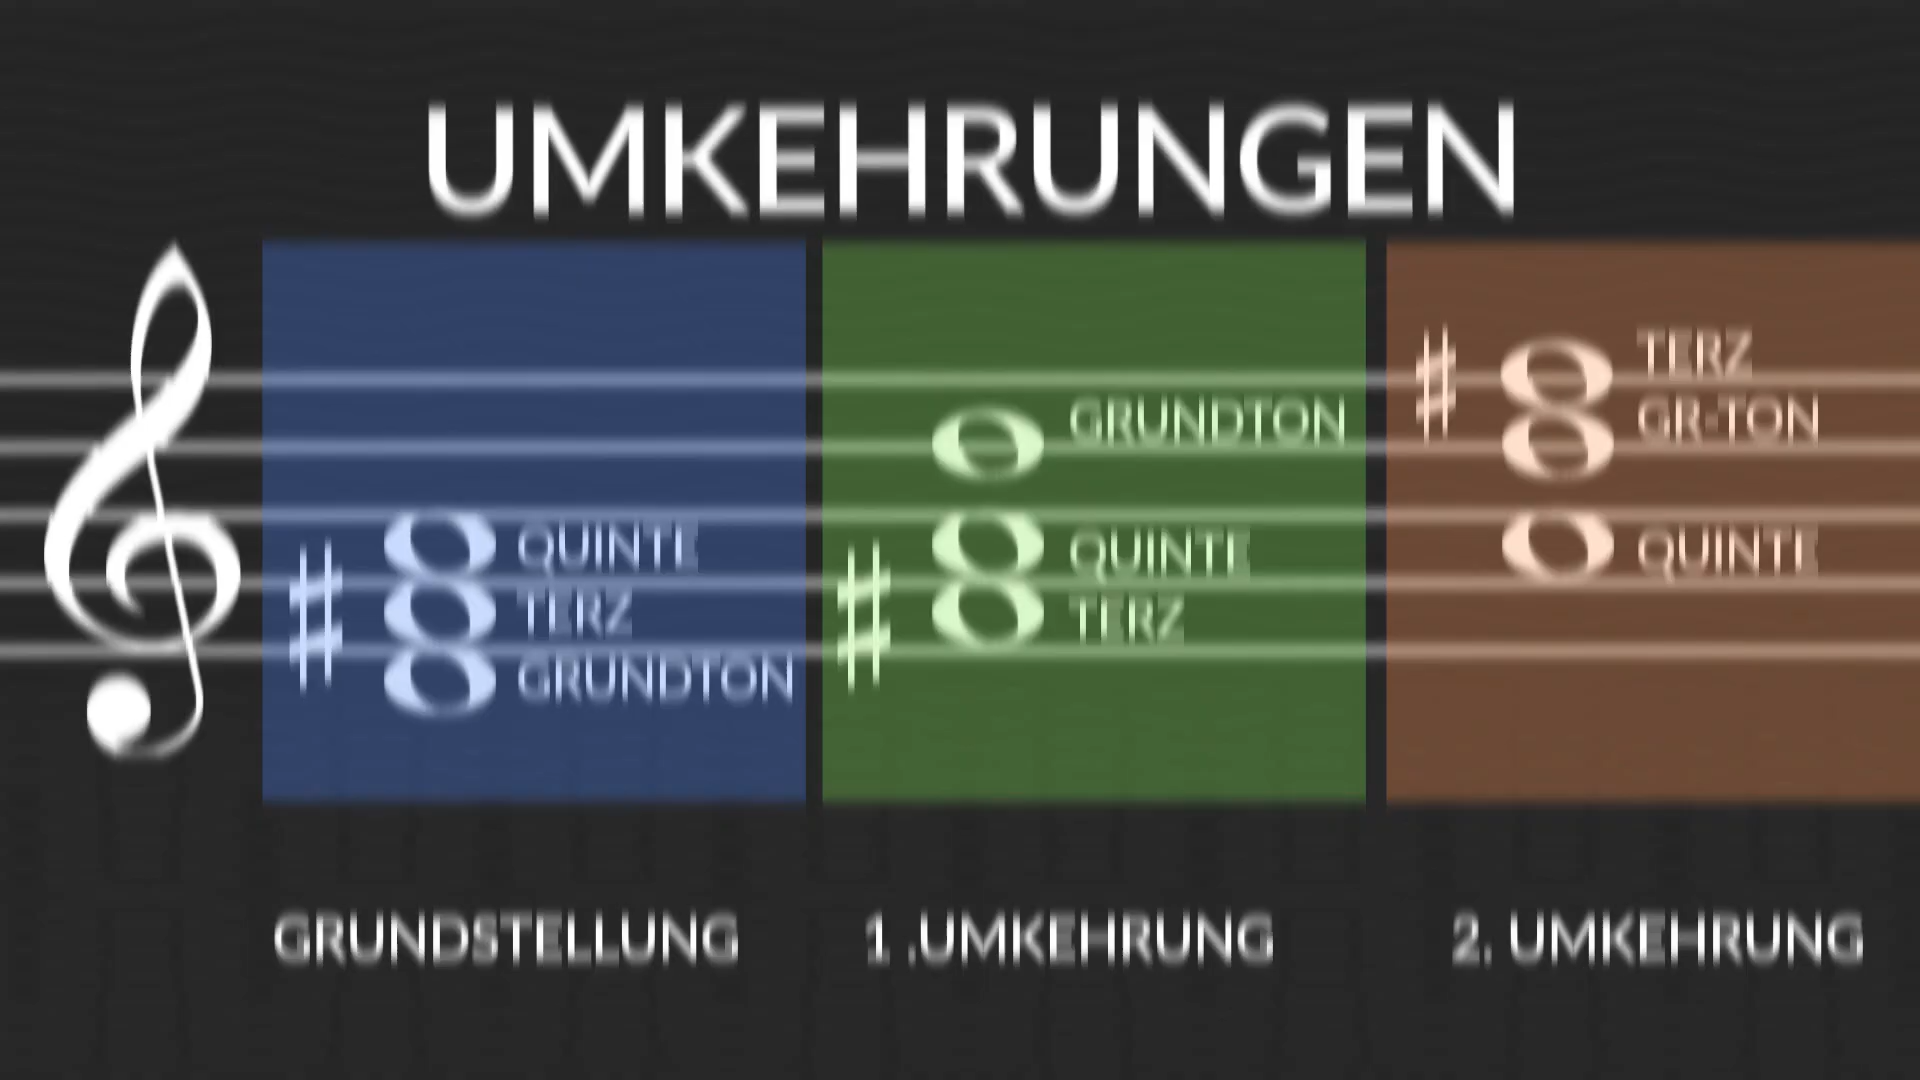 UMKEHRUNGEN
QUINTE
TERZ
GRUNDTON
GRUNDTON
QUINTE
TERZ
TERZ
GR-TON
QUINTE
GRUNDSTELLUNG
1 .UMKEHRUNG
2. UMKEHRUNG